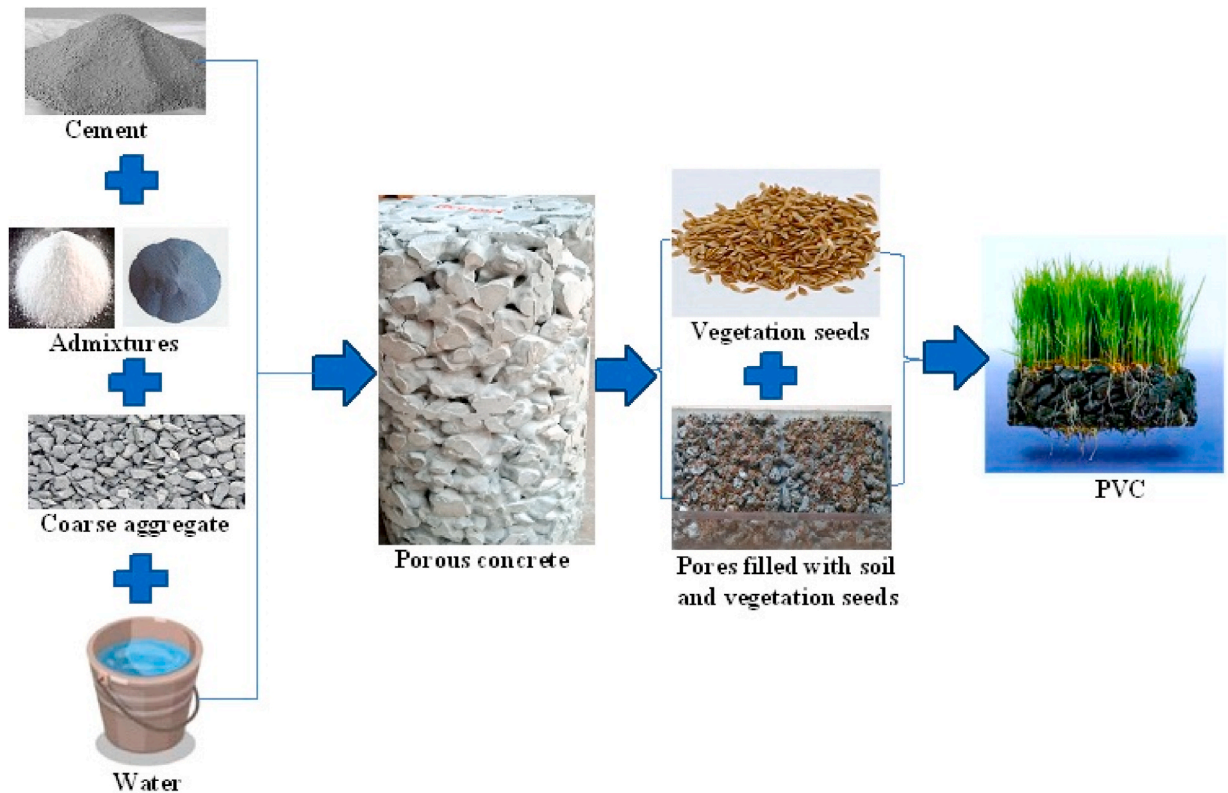 Cement
Admixtures
Coarse aggregate
Water
Porous concrete
Vegetation seeds
Pores filled with soil
and vegetation seeds
PVC